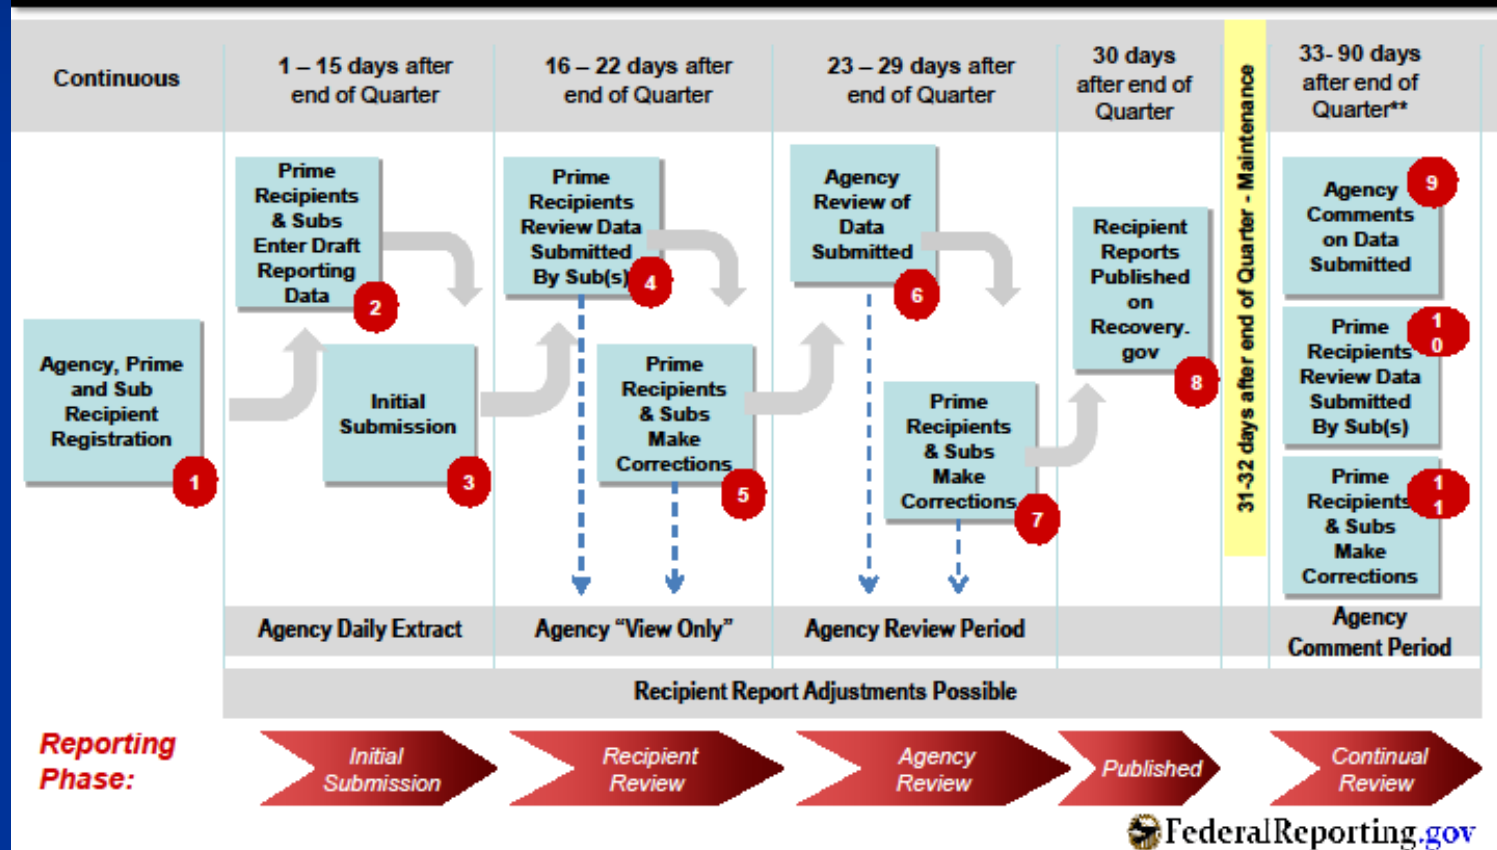 Continuous
1 – 15 days after
end of Quarter
16 – 22 days after
end of Quarter
23 – 29 days after
end of Quarter
30 days
after end of
Quarter
31-32 days after end of Quarter - Maintenance
33- 90 days
after end of
Quarter**
Agency, Prime
and Sub
Recipient
Registration
1
Prime
Recipients
& Subs
Enter Draft
Reporting
Data
2
Initial
Submission
3
Prime
Recipients
Review Data
Submitted
By Sub(s)
4
Prime
Recipients
& Subs
Make
Corrections
5
Agency
Review of
Data
Submitted
6
Prime
Recipients
& Subs
Make
Corrections
7
Recipient
Reports
Published
on
Recovery.
gov
8
Agency
Comments
on Data
Submitted
9
Prime
Recipients
Review Data
Submitted
By Sub(s)
1
0
Prime
Recipients
& Subs
Make
Corrections
1
1
Agency Daily Extract
Agency “View Only”
Agency Review Period
Agency
Comment Period
Recipient Report Adjustments Possible
Reporting
Phase:
Initial
Submission
Recipient
Review
Agency
Review
Published
Continual
Review
FederalReporting.gov